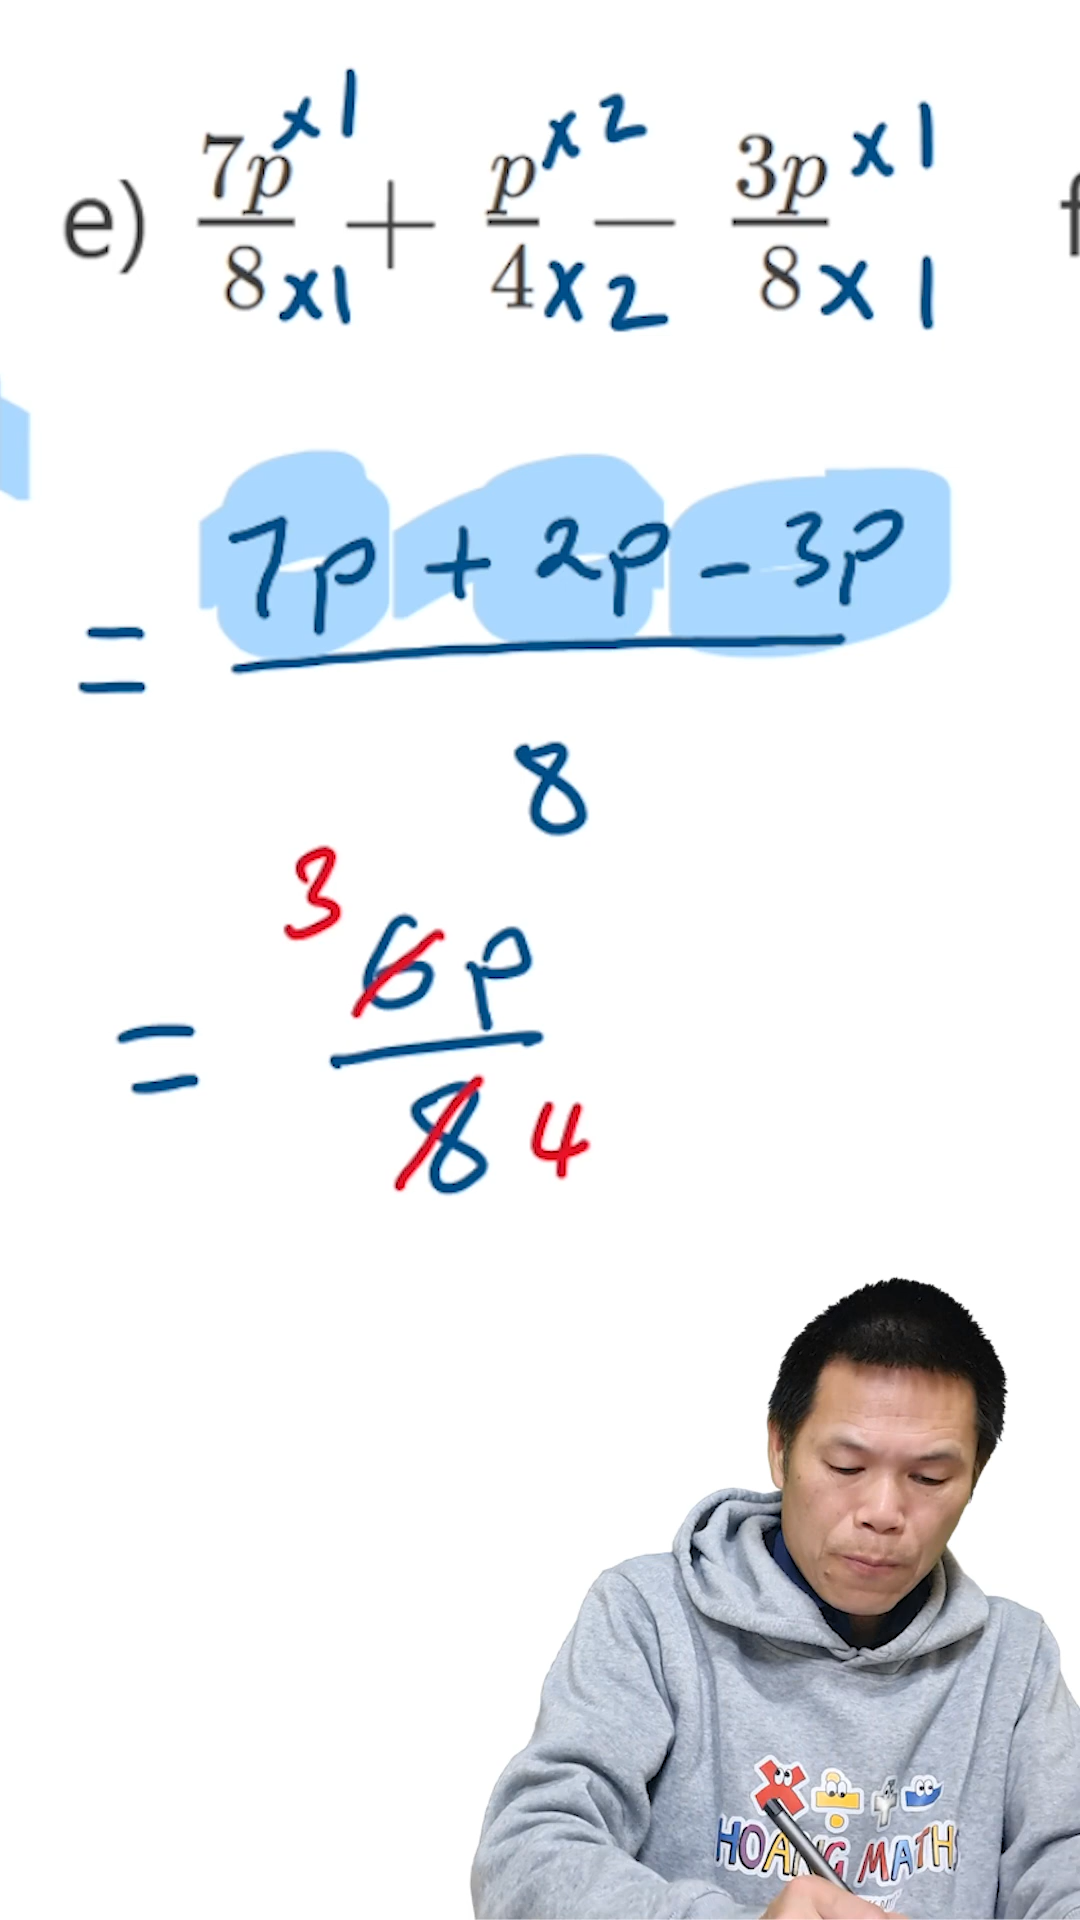 e) 7p/8 + p/4 − 3p/8
×1 ×2 ×1
×1 ×2 ×1
= (7p + 2p − 3p)/8
3
= 6p/8
4
HOANG MATHS